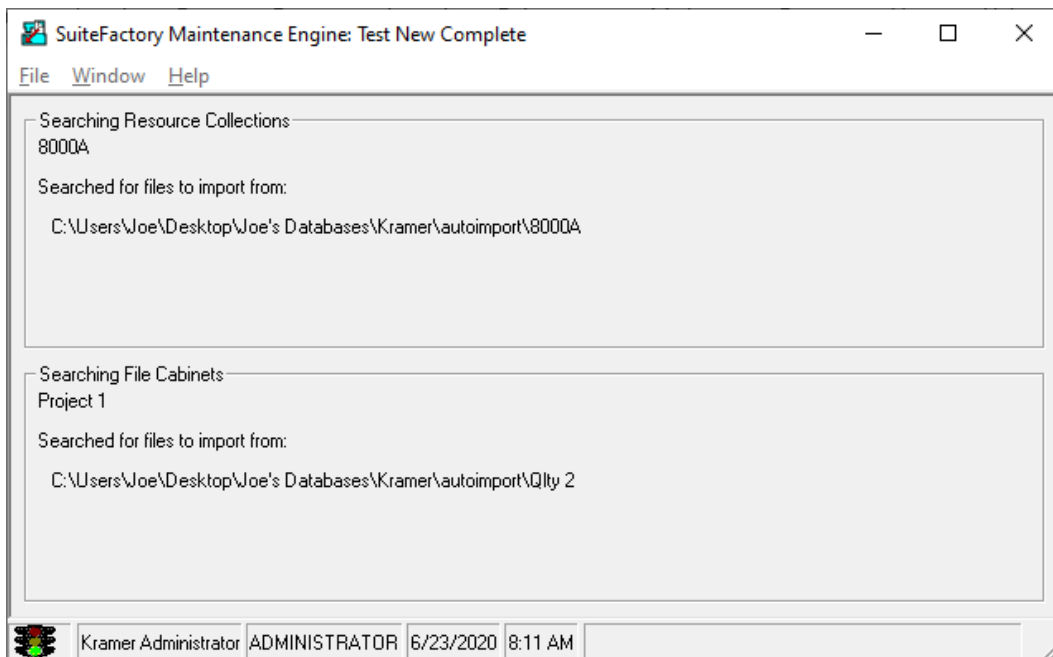 SuiteFactory Maintenance Engine: Test New Complete
File Window Help
Searching Resource Collections
8000A
Searched for files to import from:
C:\Users\Joe\Desktop\Joe's Databases\Kramer\autoimport\8000A
Searching File Cabinets
Project 1
Searched for files to import from:
C:\Users\Joe\Desktop\Joe's Databases\Kramer\autoimport\Qlty 2
Kramer Administrator ADMINISTRATOR 6/23/2020 8:11 AM